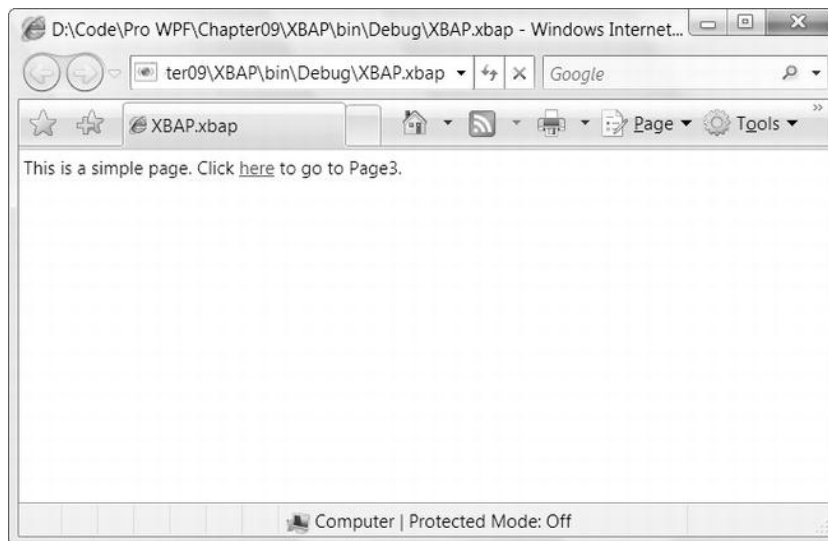 D:\Code\Pro WPF\Chapter09\XBAP\bin\Debug\XBAP.xbap - Windows Internet...
ter09\XBAP\bin\Debug\XBAP.xbap
Google
XBAP.xbap
Page
Tools
This is a simple page. Click here to go to Page3.
Computer | Protected Mode: Off